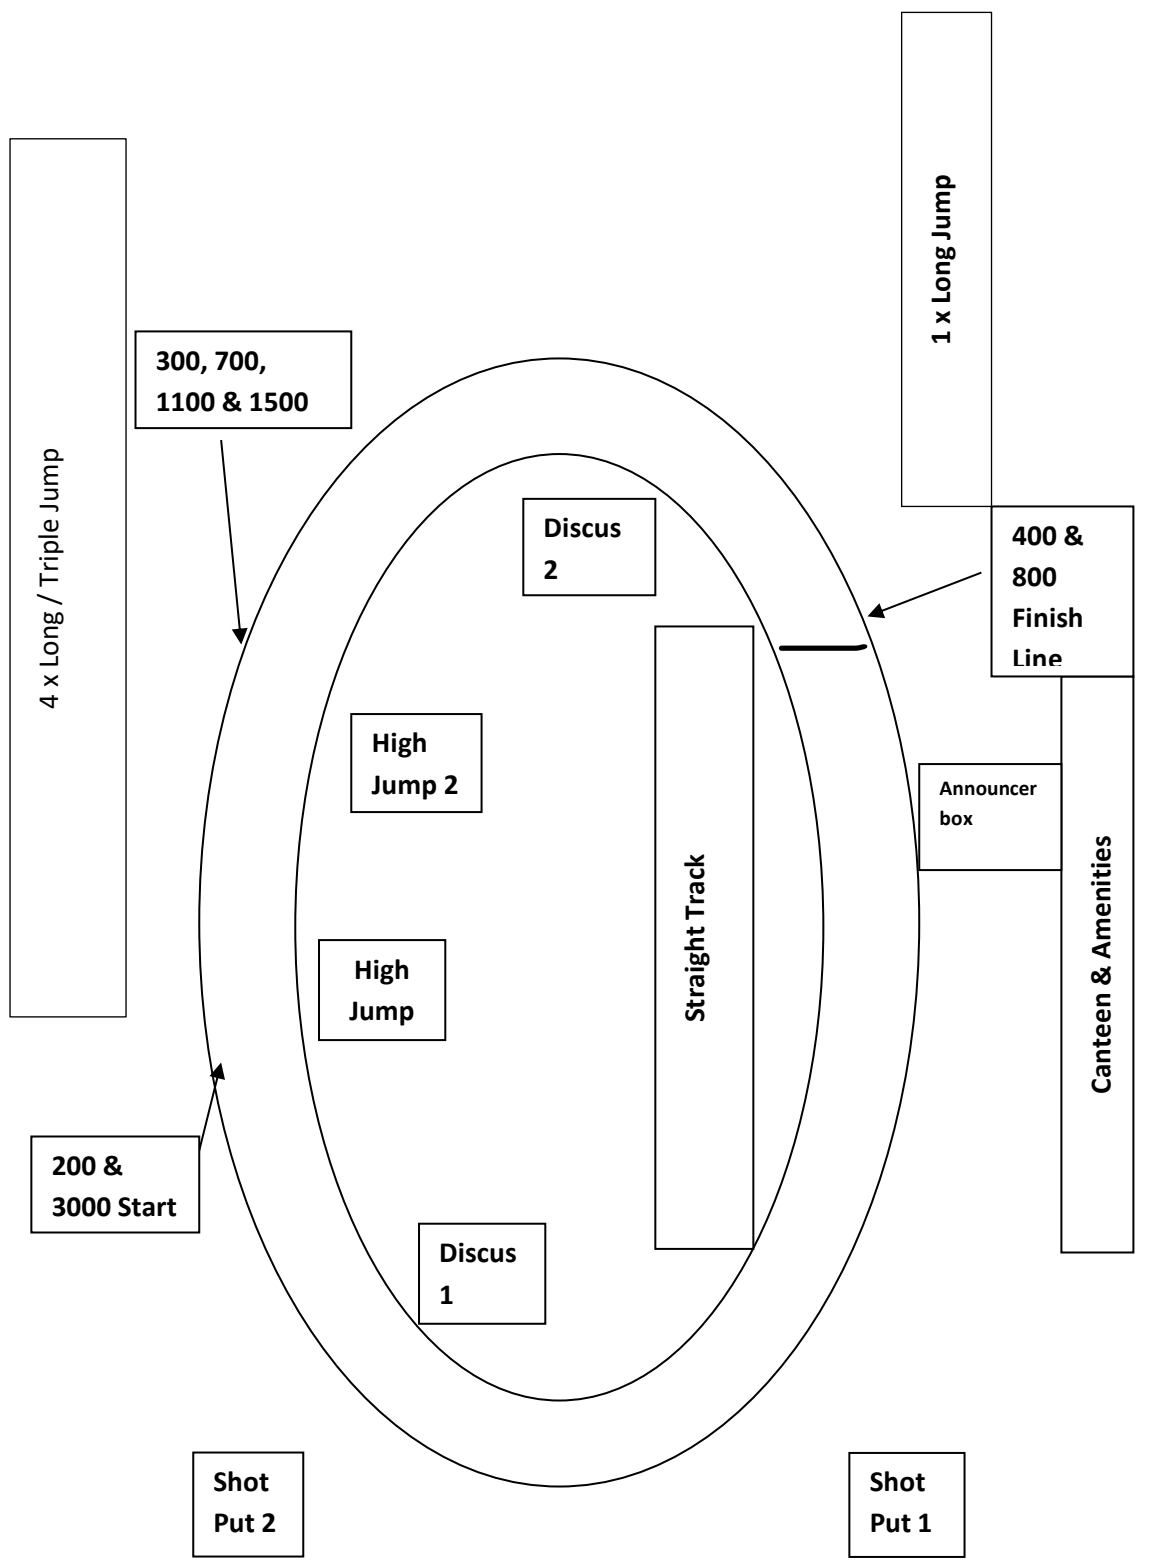 1 x Long Jump
4 x Long / Triple Jump
300, 700,
1100 & 1500
Discus
2
400 &
800
Finish
Line
High
Jump 2
Announcer
box
Straight Track
Canteen & Amenities
High
Jump
200 &
3000 Start
Discus
1
Shot
Put 2
Shot
Put 1